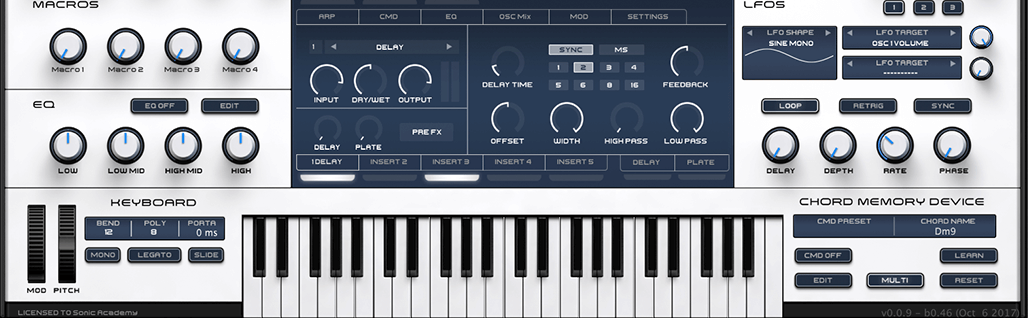 MACROS
Macro 1 Macro 2 Macro 3 Macro 4
EQ EQ OFF EDIT
LOW LOW MID HIGH MID HIGH
ARP CMD EQ OSC Mix MOD SETTINGS
1 DELAY
INPUT DRY/WET OUTPUT
DELAY PLATE PRE FX
SYNC MS
1 2 3 4
5 6 8 16
DELAY TIME FEEDBACK
OFFSET WIDTH HIGH PASS LOW PASS
1DELAY INSERT 2 INSERT 3 INSERT 4 INSERT 5 DELAY PLATE
LFOS 1 2 3
LFO SHAPE
SINE MONO
LFO TARGET
OSC 1 VOLUME
LFO TARGET
----------
LOOP RETRIG SYNC
DELAY DEPTH RATE PHASE
KEYBOARD
BEND POLY PORTA
12 8 0 ms
MONO LEGATO SLIDE
MOD PITCH
CHORD MEMORY DEVICE
CMD PRESET CHORD NAME
Dm9
CMD OFF LEARN
EDIT MULTI RESET
LICENSED TO Sonic Academy
v0.0.9 - b0.46 (Oct 6 2017)